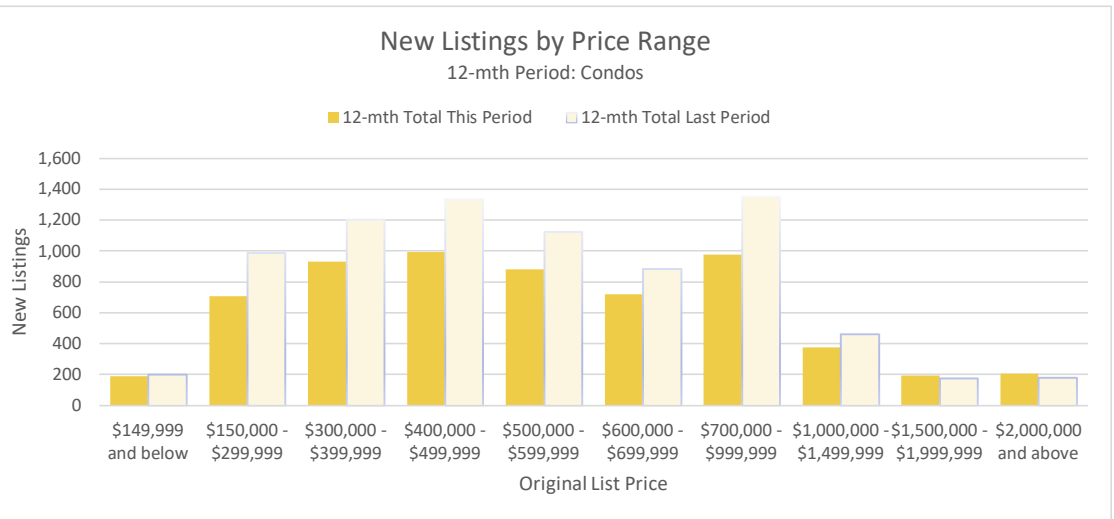 New Listings by Price Range
12-mth Period: Condos
12-mth Total This Period 12-mth Total Last Period
1,600
1,400
1,200
1,000
800
600
400
200
0
New Listings
$149,999 $150,000 - $300,000 - $400,000 - $500,000 - $600,000 - $700,000 - $1,000,000 - $1,500,000 - $2,000,000
and below $299,999 $399,999 $499,999 $599,999 $699,999 $999,999 $1,499,999 $1,999,999 and above
Original List Price